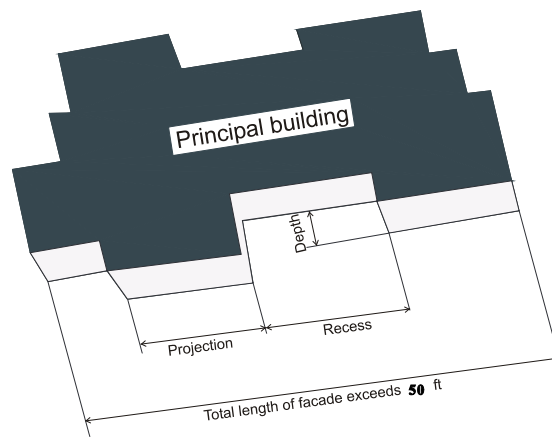 Principal building
Depth
Projection
Recess
Total length of facade exceeds 50 ft